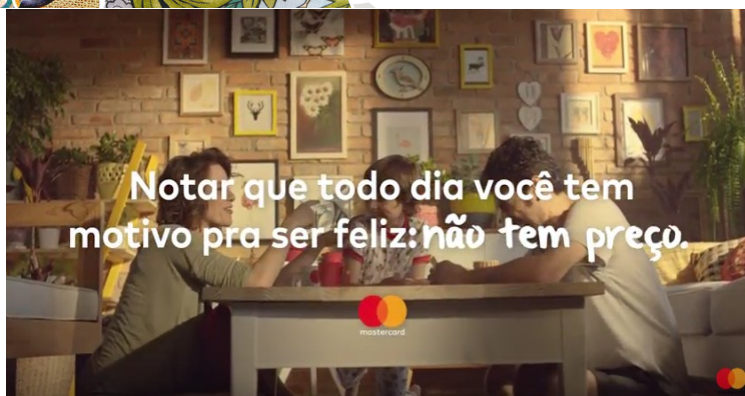 Notar que todo dia você tem
motivo pra ser feliz: não tem preço.
mastercard